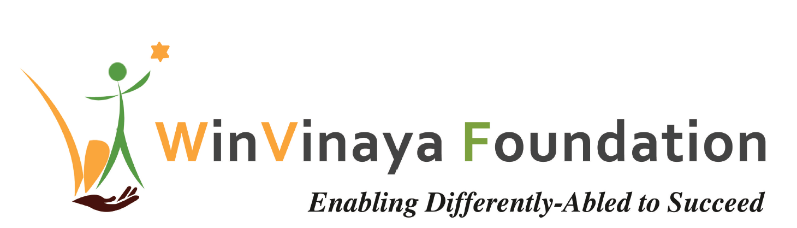 WinVinaya Foundation
Enabling Differently-Abled to Succeed